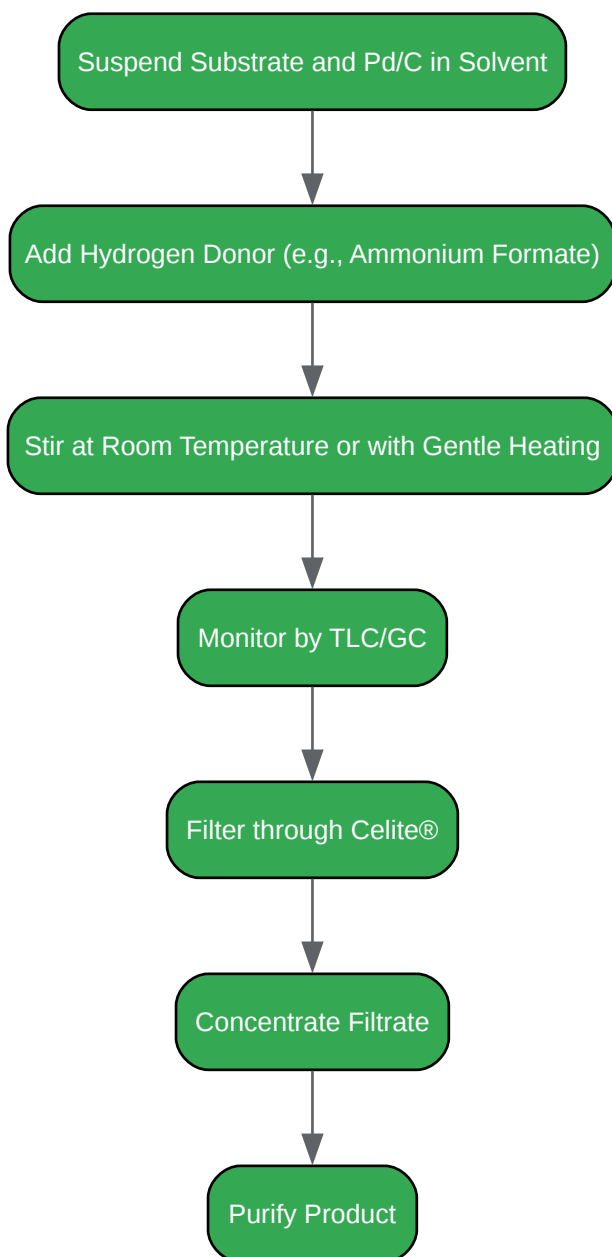 Suspend Substrate and Pd/C in Solvent
Add Hydrogen Donor (e.g., Ammonium Formate)
Stir at Room Temperature or with Gentle Heating
Monitor by TLC/GC
Filter through Celite®
Concentrate Filtrate
Purify Product